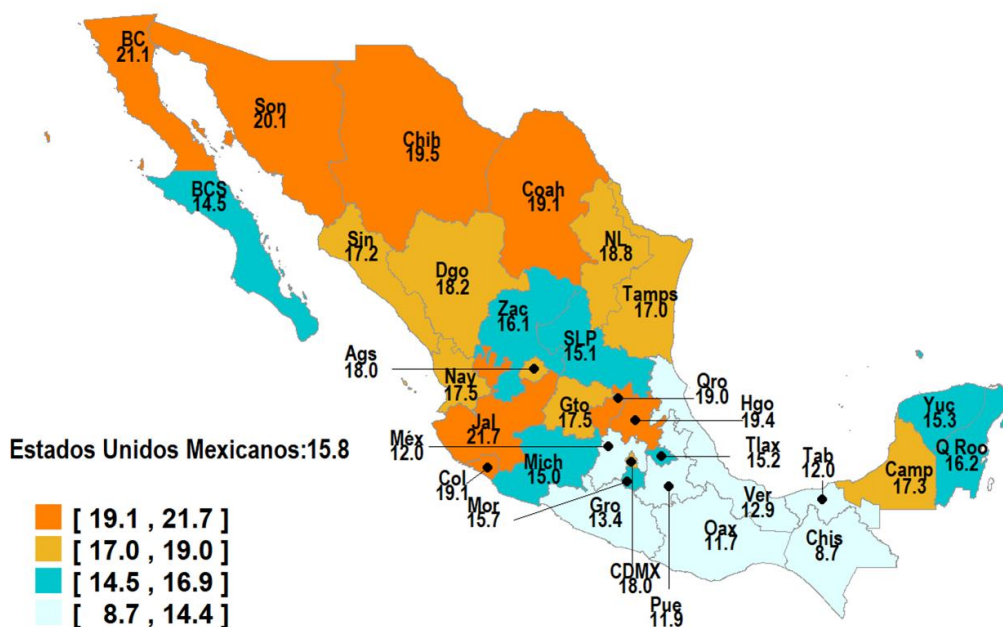 BC
21.1
Son
20.1
Chih
19.5
Coah
19.1
BCS
14.5
Sin
17.2
NL
18.8
Dgo
18.2
Tamps
17.0
Zac
16.1
SLP
15.1
Ags
18.0
Nay
17.5
Gto
17.5
Qro
19.0
Hgo
19.4
Jal
21.7
Méx
12.0
Tlax
15.2
Tab
12.0
Yuc
15.3
Q Roo
16.2
Camp
17.3
Estados Unidos Mexicanos:15.8
Mich
15.0
Col
19.1
Mor
15.7
Gro
13.4
Ver
12.9
Oax
11.7
Chis
8.7
CDMX
18.0
Pue
11.9
[ 19.1 , 21.7 ]
[ 17.0 , 19.0 ]
[ 14.5 , 16.9 ]
[ 8.7 , 14.4 ]